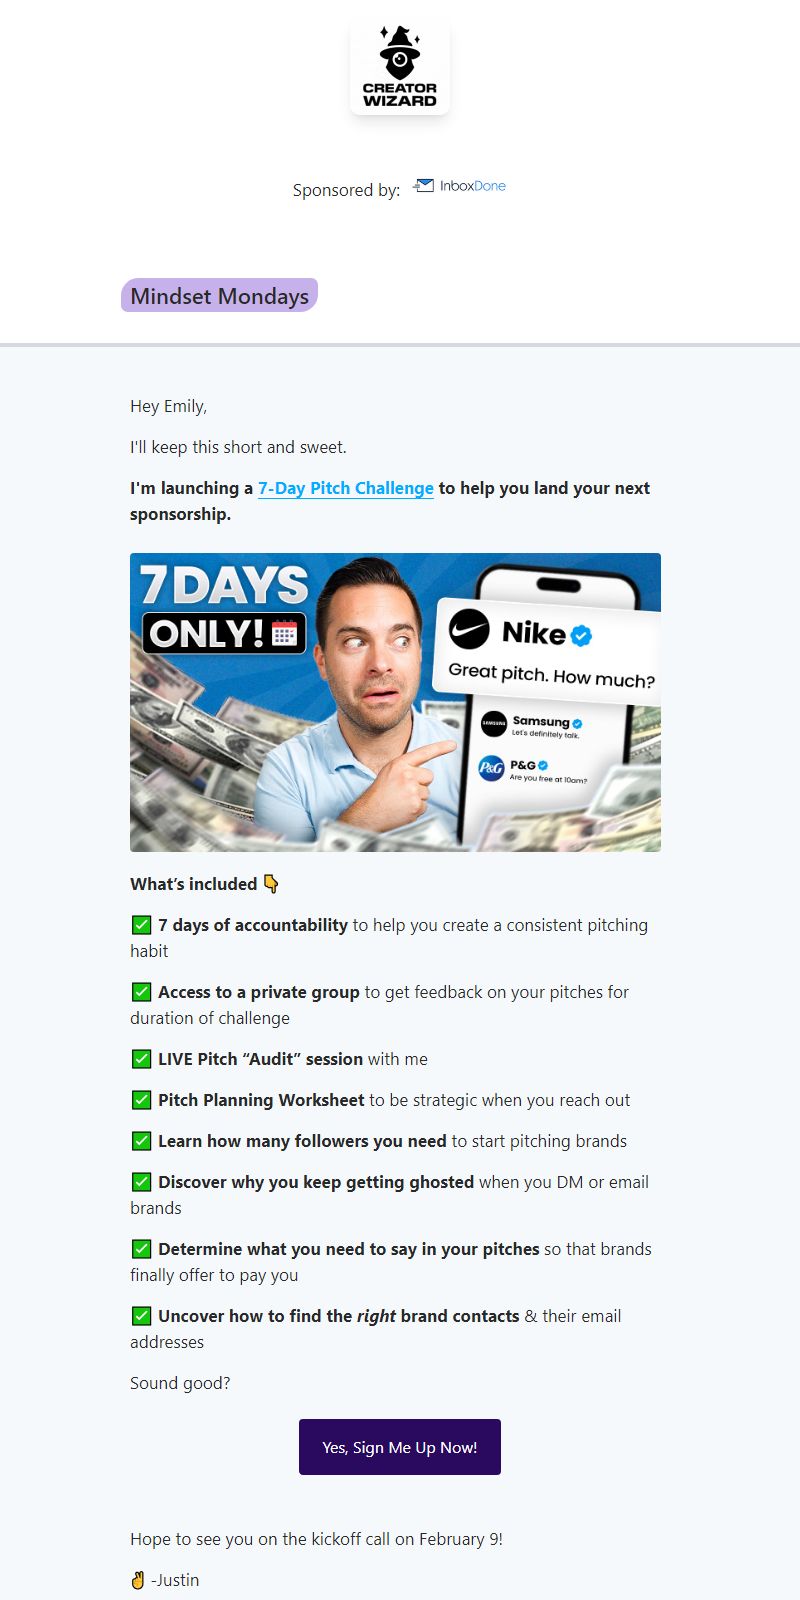 CREATOR
WIZARD
Sponsored by: InboxDone
Mindset Mondays
Hey Emily,
I'll keep this short and sweet.
I'm launching a 7-Day Pitch Challenge to help you land your next
sponsorship.
7 DAYS
ONLY!
Nike
Great pitch. How much?
SAMSUNG
Samsung
Let's definitely talk.
P&G
P&G
Are you free at 10am?
What’s included 👇
✅ 7 days of accountability to help you create a consistent pitching
habit
✅ Access to a private group to get feedback on your pitches for
duration of challenge
✅ LIVE Pitch “Audit” session with me
✅ Pitch Planning Worksheet to be strategic when you reach out
✅ Learn how many followers you need to start pitching brands
✅ Discover why you keep getting ghosted when you DM or email
brands
✅ Determine what you need to say in your pitches so that brands
finally offer to pay you
✅ Uncover how to find the right brand contacts & their email
addresses
Sound good?
Yes, Sign Me Up Now!
Hope to see you on the kickoff call on February 9!
✌️ -Justin